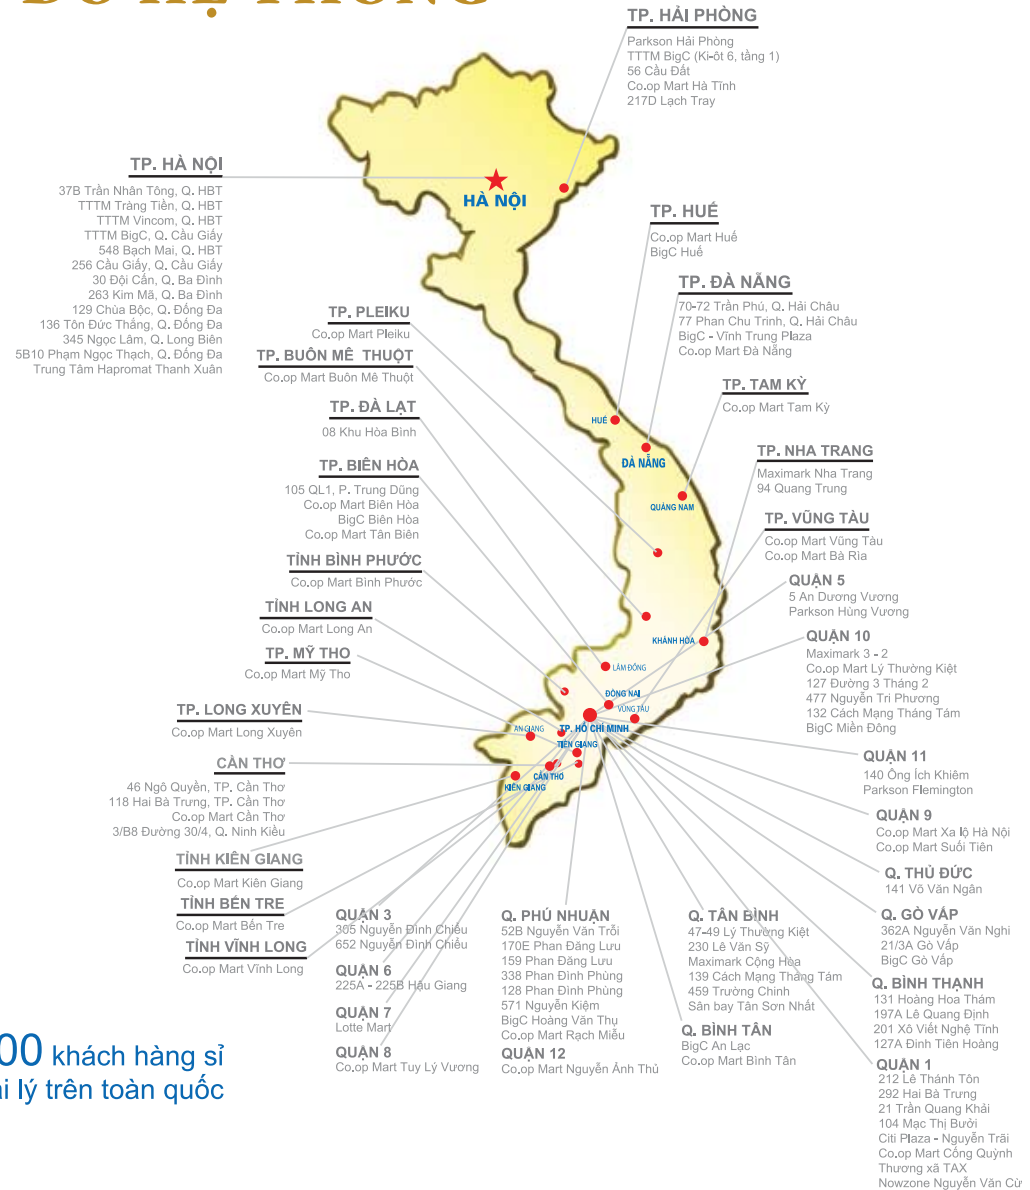 ĐỒ HỆ THỐNG
TP. HẢI PHÒNG
Parkson Hải Phòng
TTTM BigC (Ki-ôt 6, tầng 1)
56 Cầu Đất
Co.op Mart Hà Tĩnh
217D Lạch Tray
TP. HÀ NỘI
37B Trần Nhân Tông, Q. HBT
TTTM Tràng Tiền, Q. HBT
TTTM Vincom, Q. HBT
TTTM BigC, Q. Cầu Giấy
548 Bạch Mai, Q. HBT
256 Cầu Giấy, Q. Cầu Giấy
30 Đội Cấn, Q. Ba Đình
263 Kim Mã, Q. Ba Đình
129 Chùa Bộc, Q. Đống Đa
136 Tôn Đức Thắng, Q. Đống Đa
345 Ngọc Lâm, Q. Long Biên
5B10 Phạm Ngọc Thạch, Q. Đống Đa
Trung Tâm Hapromat Thanh Xuân
HÀ NỘI
TP. HUẾ
Co.op Mart Huế
BigC Huế
TP. ĐÀ NẴNG
70-72 Trần Phú, Q. Hải Châu
77 Phan Chu Trinh, Q. Hải Châu
BigC - Vĩnh Trung Plaza
Co.op Mart Đà Nẵng
TP. PLEIKU
Co.op Mart Pleiku
TP. BUÔN MÊ THUỘT
Co.op Mart Buôn Mê Thuột
TP. ĐÀ LẠT
08 Khu Hòa Bình
TP. TAM KỲ
Co.op Mart Tam Kỳ
HUẾ
ĐÀ NẴNG
QUẢNG NAM
TP. BIÊN HÒA
105 QL1, P. Trung Dũng
Co.op Mart Biên Hòa
BigC Biên Hòa
Co.op Mart Tân Biên
TP. NHA TRANG
Maximark Nha Trang
94 Quang Trung
TP. VŨNG TÀU
Co.op Mart Vũng Tàu
Co.op Mart Bà Rìa
TỈNH BÌNH PHƯỚC
Co.op Mart Bình Phước
TỈNH LONG AN
Co.op Mart Long An
TP. MỸ THO
Co.op Mart Mỹ Tho
TP. LONG XUYÊN
Co.op Mart Long Xuyên
CẦN THƠ
46 Ngô Quyền, TP. Cần Thơ
118 Hai Bà Trưng, TP. Cần Thơ
Co.op Mart Cần Thơ
3/B8 Đường 30/4, Q. Ninh Kiều
TỈNH KIÊN GIANG
Co.op Mart Kiên Giang
TỈNH BẾN TRE
Co.op Mart Bến Tre
TỈNH VĨNH LONG
Co.op Mart Vĩnh Long
KHÁNH HÒA
LÂM ĐỒNG
ĐỒNG NAI
VŨNG TÀU
TP. HỒ CHÍ MINH
AN GIANG
TIỀN GIANG
CẦN THƠ
KIÊN GIANG
QUẬN 5
5 An Dương Vương
Parkson Hùng Vương
QUẬN 10
Maximark 3 - 2
Co.op Mart Lý Thường Kiệt
127 Đường 3 Tháng 2
477 Nguyễn Tri Phương
132 Cách Mạng Tháng Tám
BigC Miền Đông
QUẬN 11
140 Ông Ích Khiêm
Parkson Flemington
QUẬN 9
Co.op Mart Xa lộ Hà Nội
Co.op Mart Suối Tiên
Q. THỦ ĐỨC
141 Võ Văn Ngân
Q. GÒ VẤP
362A Nguyễn Văn Nghi
21/3A Gò Vấp
BigC Gò Vấp
Q. BÌNH THẠNH
131 Hoàng Hoa Thám
197A Lê Quang Định
201 Xô Viết Nghệ Tĩnh
127A Đinh Tiên Hoàng
QUẬN 1
212 Lê Thánh Tôn
292 Hai Bà Trưng
21 Trần Quang Khải
104 Mạc Thị Bưởi
Citi Plaza - Nguyễn Trãi
Co.op Mart Cống Quỳnh
Thương xã TAX
Nowzone Nguyễn Văn Cừ
QUẬN 3
305 Nguyễn Đình Chiểu
652 Nguyễn Đình Chiểu
QUẬN 6
225A - 225B Hậu Giang
QUẬN 7
Lotte Mart
QUẬN 8
Co.op Mart Tuy Lý Vương
Q. PHÚ NHUẬN
52B Nguyễn Văn Trỗi
170E Phan Đăng Lưu
159 Phan Đăng Lưu
338 Phan Đình Phùng
128 Phan Đình Phùng
571 Nguyễn Kiệm
BigC Hoàng Văn Thụ
Co.op Mart Rạch Miễu
QUẬN 12
Co.op Mart Nguyễn Ảnh Thủ
Q. TÂN BÌNH
47-49 Lý Thường Kiệt
230 Lê Văn Sỹ
Maximark Cộng Hòa
139 Cách Mạng Tháng Tám
459 Trường Chinh
Sân bay Tân Sơn Nhất
Q. BÌNH TÂN
BigC An Lạc
Co.op Mart Bình Tân
00 khách hàng sỉ
lý trên toàn quốc